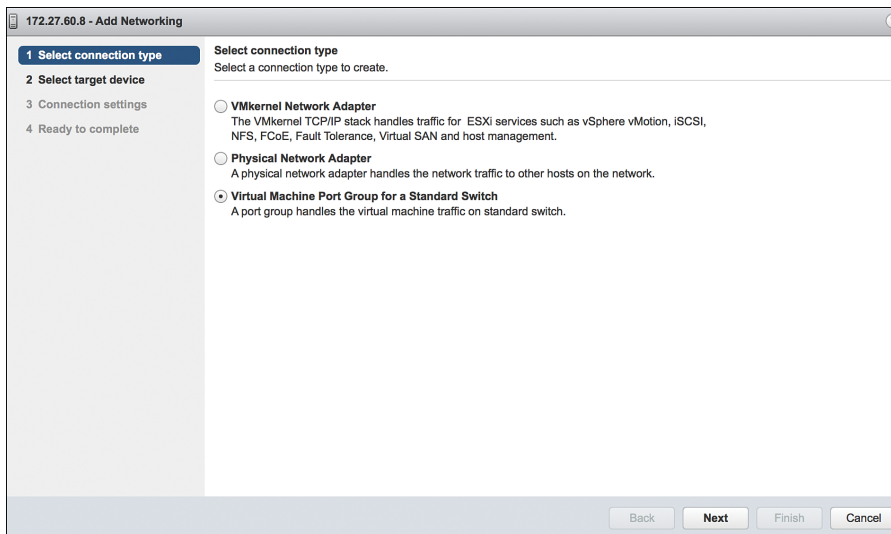 172.27.60.8 - Add Networking
1 Select connection type
2 Select target device
3 Connection settings
4 Ready to complete
Select connection type
Select a connection type to create.
VMkernel Network Adapter
The VMkernel TCP/IP stack handles traffic for ESXi services such as vSphere vMotion, iSCSI,
NFS, FCoE, Fault Tolerance, Virtual SAN and host management.
Physical Network Adapter
A physical network adapter handles the network traffic to other hosts on the network.
Virtual Machine Port Group for a Standard Switch
A port group handles the virtual machine traffic on standard switch.
Back
Next
Finish
Cancel